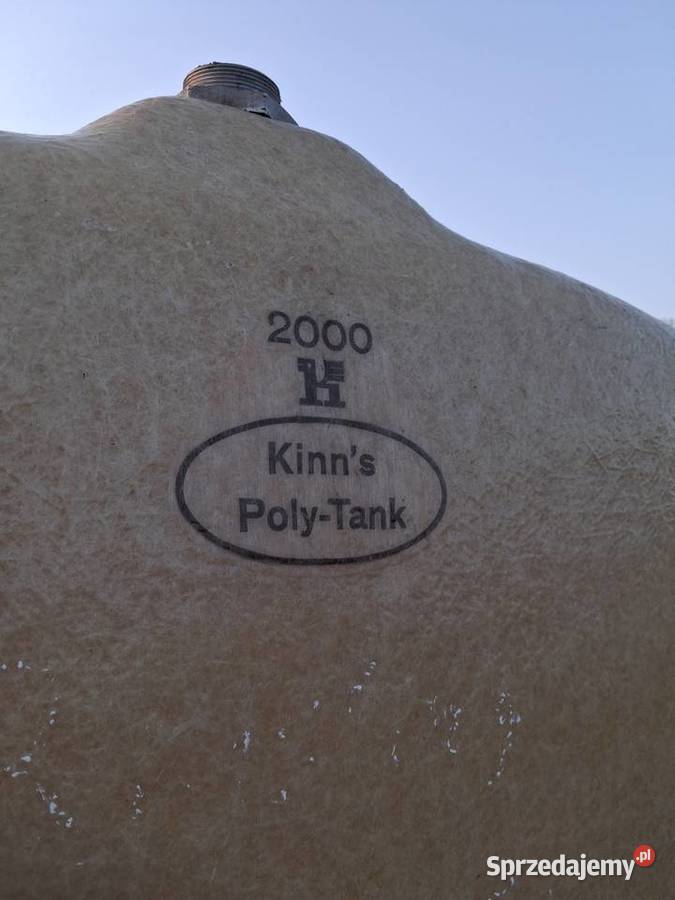 2000
K
Kinn's
Poly-Tank
Sprzedajemy.pl